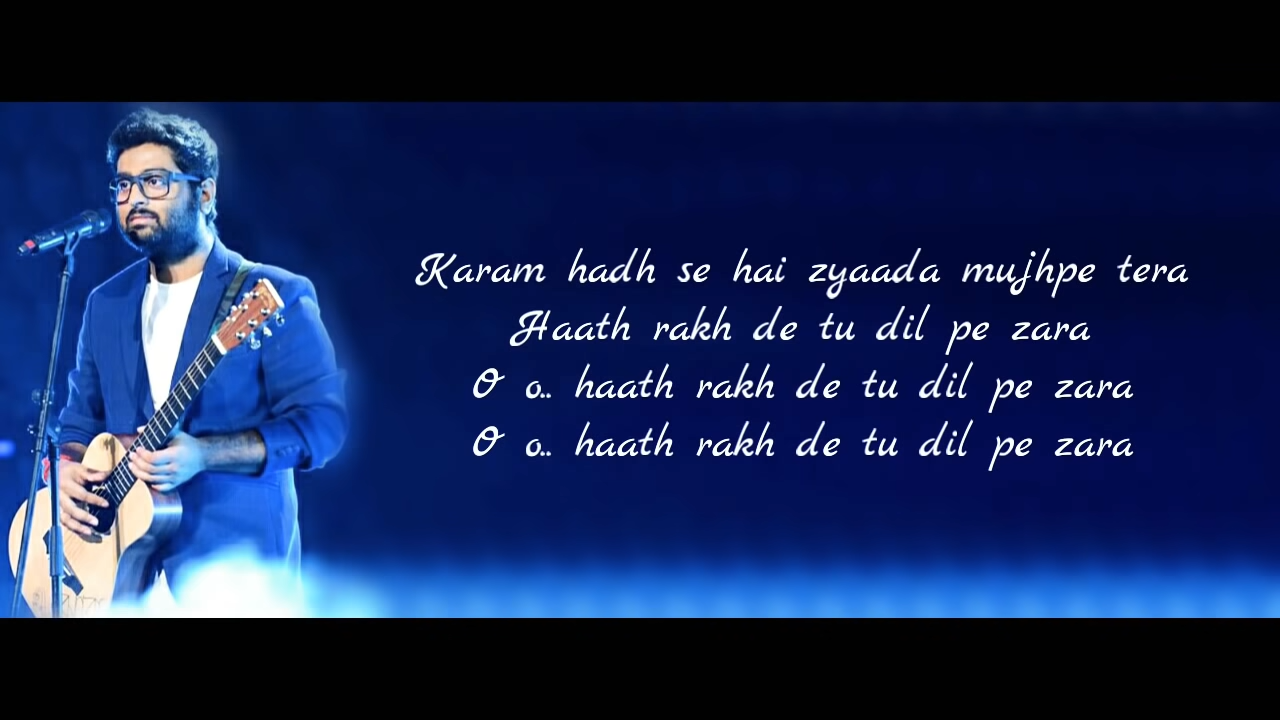 Karam hadh se hai zyaada mujhpe tera
Haath rakh de tu dil pe zara
O o.. haath rakh de tu dil pe zara
O o.. haath rakh de tu dil pe zara